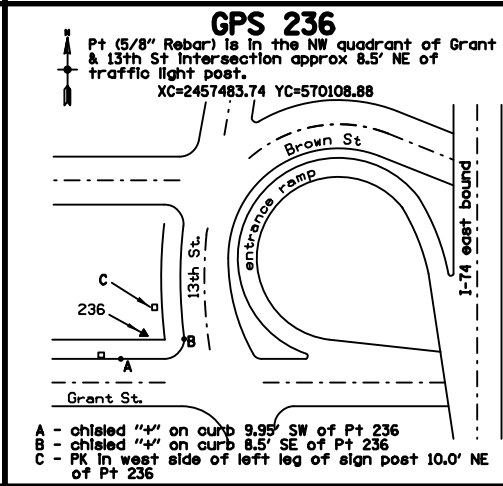 GPS 236
N
Pt (5/8" Rebar) is in the NW quadrant of Grant
& 13th St intersection approx 8.5' NE of
traffic light post.
XC=2457483.74 YC=570108.88
Brown St
entrance ramp
I-74 east bound
13th St.
C
236
B
A
Grant St.
A - chisled "+" on curb 9.95' SW of Pt 236
B - chisled "+" on curb 8.5' SE of Pt 236
C - PK in west side of left leg of sign post 10.0' NE
of Pt 236